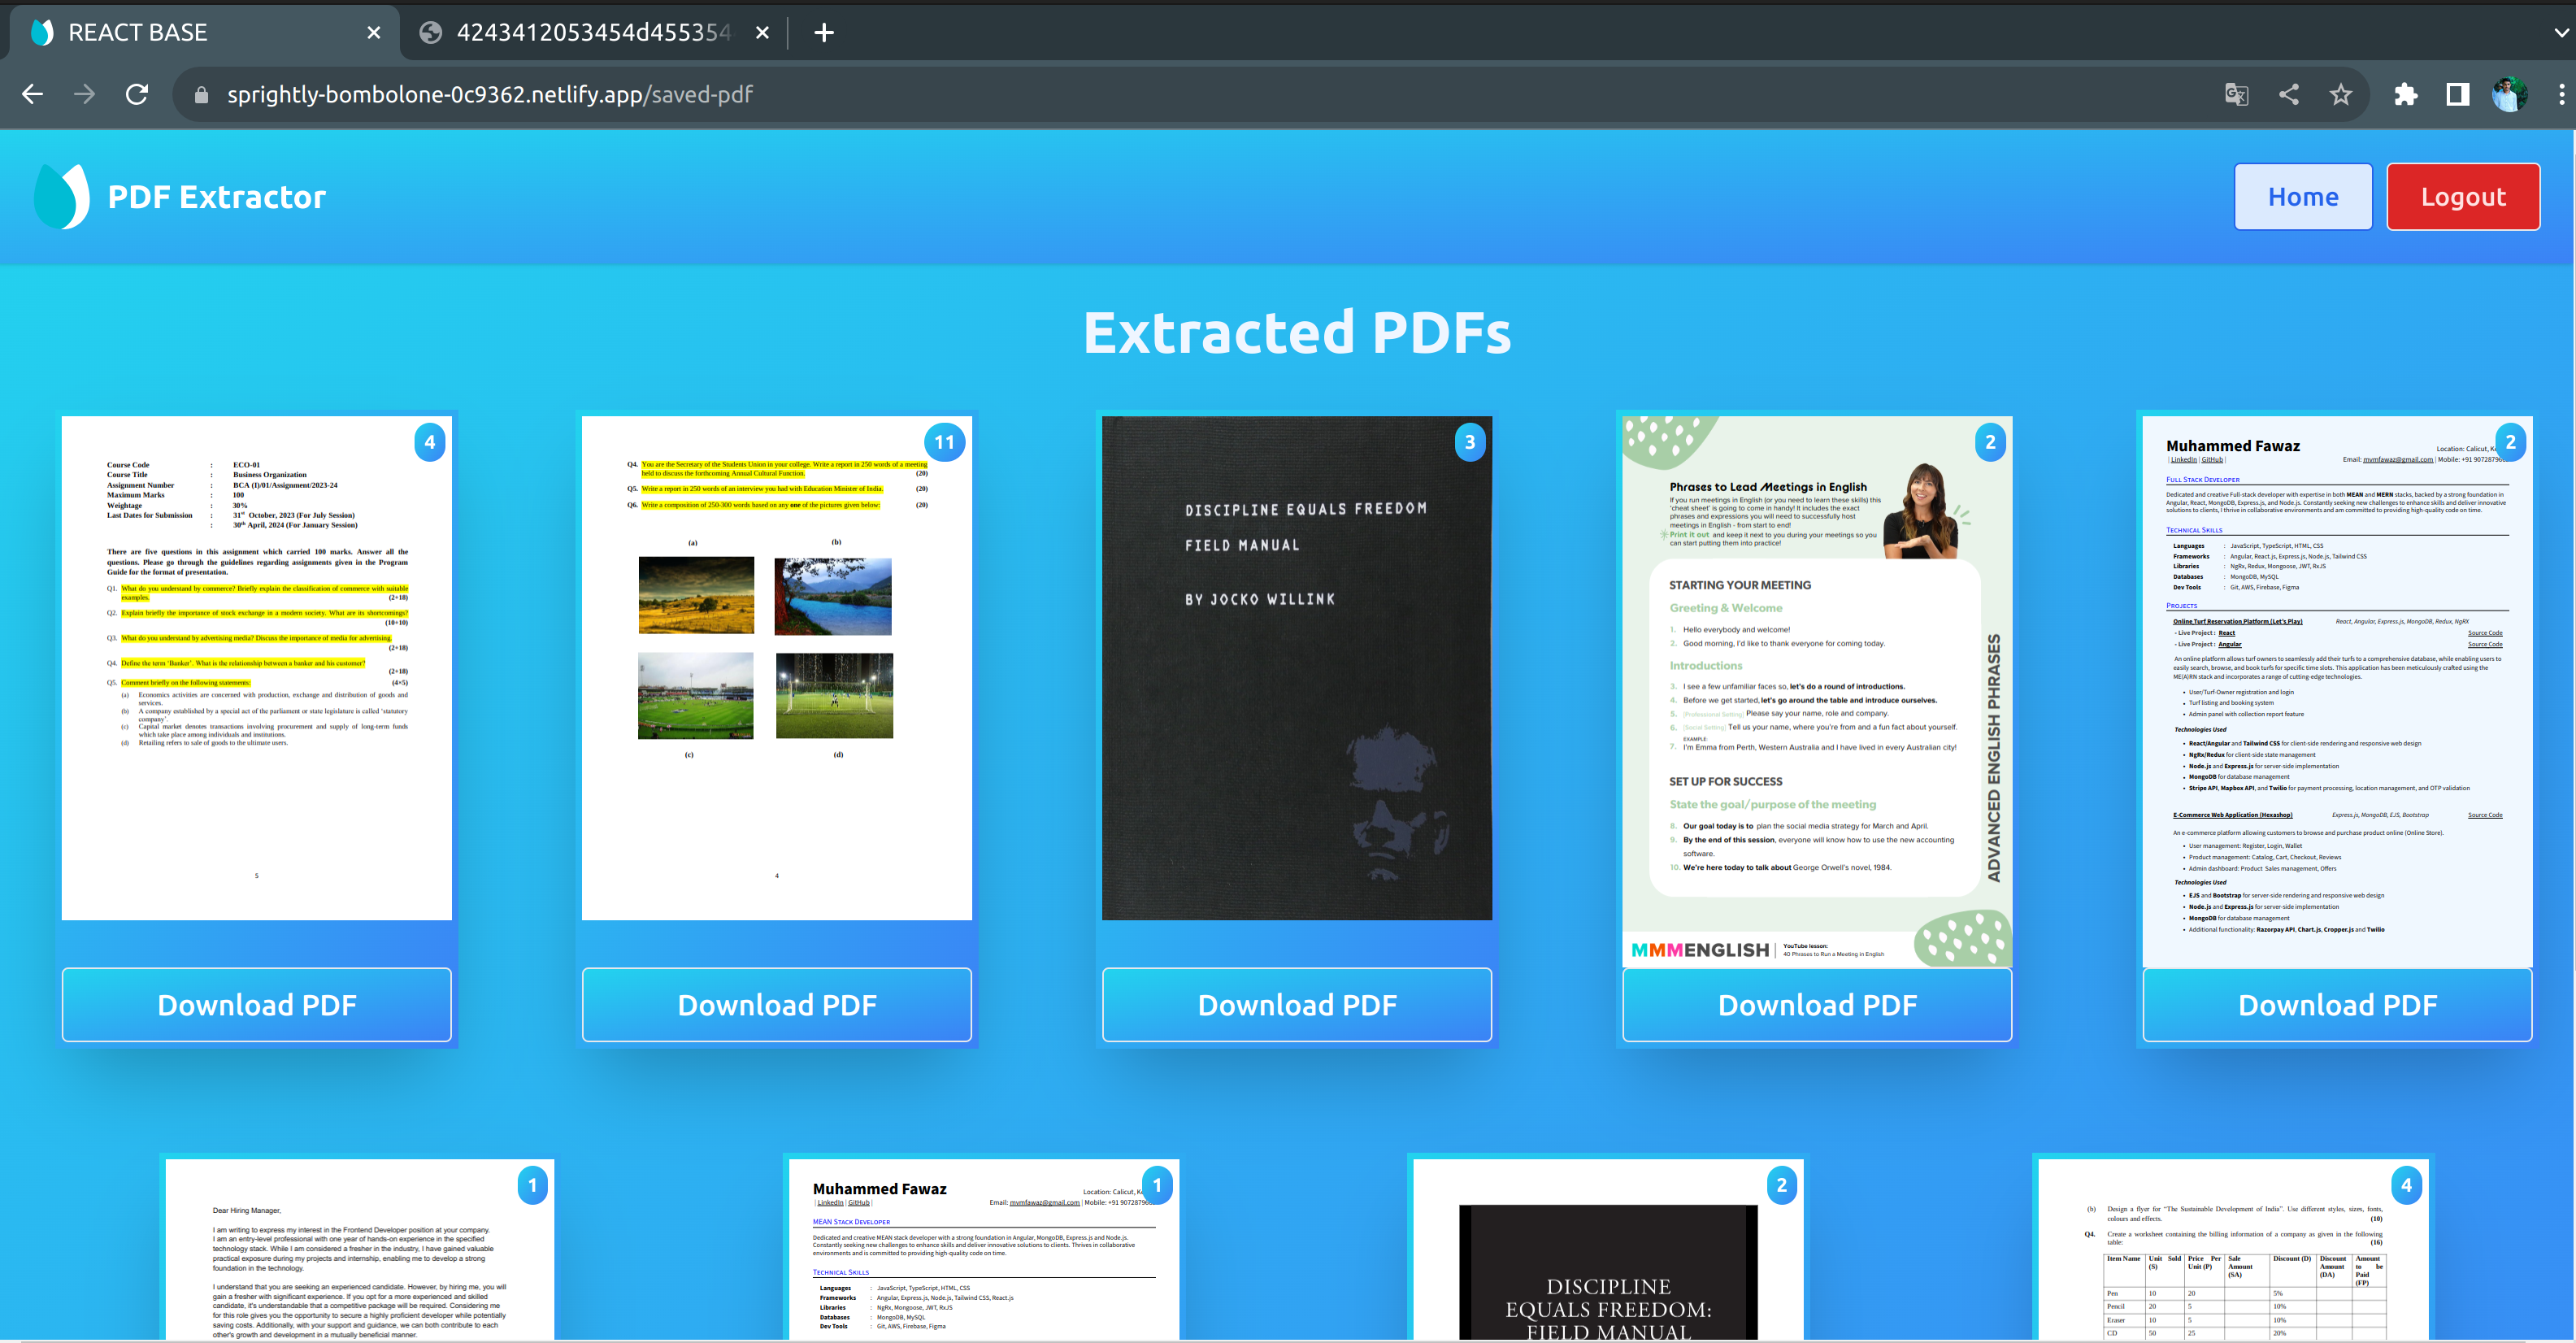 REACT BASE
4243412053454d455354
sprightly-bombolone-0c9362.netlify.app/saved-pdf
PDF Extractor
Home
Logout
Extracted PDFs
4
Course Code : ECO-01
Course Title : Business Organization
Assignment Number : BCA (I)/01/Assignment/2023-24
Maximum Marks : 100
Weightage : 30%
Last Dates for Submission : 31st October, 2023 (For July Session)
: 30th April, 2024 (For January Session)
There are five questions in this assignment which carried 100 marks. Answer all the
questions. Please go through the guidelines regarding assignments given in the Program
Guide for the format of presentation.
Q1. What do you understand by commerce? Briefly explain the classification of commerce with suitable
examples. (2+18)
Q2. Explain briefly the importance of stock exchange in a modern society. What are its shortcomings?
(10+10)
Q3. What do you understand by advertising media? Discuss the importance of media for advertising.
(2+18)
Q4. Define the term 'Banker'. What is the relationship between a banker and his customer?
(2+18)
Q5. Comment briefly on the following statements: (4×5)
(a) Economics activities are concerned with production, exchange and distribution of goods and
services.
(b) A company established by a special act of the parliament or state legislature is called 'statutory
company'.
(c) Capital market denotes transactions involving procurement and supply of long-term funds
which take place among individuals and institutions.
(d) Retailing refers to sale of goods to the ultimate users.
5
Download PDF
11
Q4. You are the Secretary of the Students Union in your college. Write a report in 250 words of a meeting
held to discuss the forthcoming Annual Cultural Function. (20)
Q5. Write a report in 250 words of an interview you had with Education Minister of India. (20)
Q6. Write a composition of 250-300 words based on any one of the pictures given below: (20)
(a) (b)
(c) (d)
4
Download PDF
3
DISCIPLINE EQUALS FREEDOM
FIELD MANUAL
BY JOCKO WILLINK
Download PDF
2
Phrases to Lead Meetings in English
If you run meetings in English (or you need to learn these skills) this
'cheat sheet' is going to come in handy! It includes the exact
phrases and expressions you will need to successfully host
meetings in English - from start to end!
Print it out and keep it next to you during your meetings so you
can start putting them into practice!
STARTING YOUR MEETING
Greeting & Welcome
1. Hello everybody and welcome!
2. Good morning, I'd like to thank everyone for coming today.
Introductions
3. I see a few unfamiliar faces so, let's do a round of introductions.
4. Before we get started, let's go around the table and introduce ourselves.
5. [Professional Setting] Please say your name, role and company.
6. [Social Setting] Tell us your name, where you're from and a fun fact about yourself.
EXAMPLE:
7. I'm Emma from Perth, Western Australia and I have lived in every Australian city!
SET UP FOR SUCCESS
State the goal/purpose of the meeting
8. Our goal today is to plan the social media strategy for March and April.
9. By the end of this session, everyone will know how to use the new accounting
software.
10. We're here today to talk about George Orwell's novel, 1984.
ADVANCED ENGLISH PHRASES
MMMENGLISH
YouTube lesson:
40 Phrases to Run a Meeting in English
Download PDF
2
Muhammed Fawaz
Location: Calicut, Ke
| LinkedIn | GitHub |
Email: mvmfawaz@gmail.com | Mobile: +91 9072879
FULL STACK DEVELOPER
Dedicated and creative Full-stack developer with expertise in both MEAN and MERN stacks, backed by a strong foundation in
Angular, React, MongoDB, Express.js, and Node.js. Constantly seeking new challenges to enhance skills and deliver innovative
solutions to clients, I thrive in collaborative environments and am committed to providing high-quality code on time.
TECHNICAL SKILLS
Languages : JavaScript, TypeScript, HTML, CSS
Frameworks : Angular, React.js, Express.js, Node.js, Tailwind CSS
Libraries : NgRx, Redux, Mongoose, JWT, RxJS
Databases : MongoDB, MySQL
Dev Tools : Git, AWS, Firebase, Figma
PROJECTS
Online Turf Reservation Platform (Let's Play) React, Angular, Express.js, MongoDB, Redux, NgRX
- Live Project : React Source Code
- Live Project : Angular Source Code
An online platform allows turf owners to seamlessly add their turfs to a comprehensive database, while enabling users to
easily search, browse, and book turfs for specific time slots. This application has been meticulously crafted using the
ME(A)RN stack and incorporates a range of cutting-edge technologies.
• User/Turf-Owner registration and login
• Turf listing and booking system
• Admin panel with collection report feature
Technologies Used
• React/Angular and Tailwind CSS for client-side rendering and responsive web design
• NgRx/Redux for client-side state management
• Node.js and Express.js for server-side implementation
• MongoDB for database management
• Stripe API, Mapbox API, and Twilio for payment processing, location management, and OTP validation
E-Commerce Web Application (Hexashop) Express.js, MongoDB, EJS, Bootstrap Source Code
An e-commerce platform allowing customers to browse and purchase product online (Online Store).
• User management: Register, Login, Wallet
• Product management: Catalog, Cart, Checkout, Reviews
• Admin dashboard: Product Sales management, Offers
Technologies Used
• EJS and Bootstrap for server-side rendering and responsive web design
• Node.js and Express.js for server-side implementation
• MongoDB for database management
• Additional functionality: Razorpay API, Chart.js, Cropper.js and Twilio
Download PDF
1
Dear Hiring Manager,
I am writing to express my interest in the Frontend Developer position at your company.
I am an entry-level professional with one year of hands-on experience in the specified
technology stack. While I am considered a fresher in the industry, I have gained valuable
practical exposure during my projects and internship, enabling me to develop a strong
foundation in the technology.
I understand that you are seeking an experienced candidate. However, by hiring me, you will
gain a fresher with significant experience. If you opt for a more experienced and skilled
candidate, it's understandable that a competitive package will be required. Considering me
for this role gives you the opportunity to secure a highly proficient developer while potentially
saving costs. Additionally, with your support and guidance, we can both contribute to each
other's growth and development in a mutually beneficial manner.
1
Muhammed Fawaz
Location: Calicut, K
| LinkedIn | GitHub |
Email: mvmfawaz@gmail.com | Mobile: +91 9072879
MEAN STACK DEVELOPER
Dedicated and creative MEAN stack developer with a strong foundation in Angular, MongoDB, Express.js and Node.js.
Constantly seeking new challenges to enhance skills and deliver innovative solutions to clients. Thrives in collaborative
environments and is committed to providing high quality code on time.
TECHNICAL SKILLS
Languages : JavaScript, TypeScript, HTML, CSS
Frameworks : Angular, Express.js, Node.js, Tailwind CSS, React.js
Libraries : NgRx, Mongoose, JWT, RxJS
Databases : MongoDB, MySQL
Dev Tools : Git, AWS, Firebase, Figma
2
DISCIPLINE
EQUALS FREEDOM:
FIELD MANUAL
4
(b) Design a flyer for "The Sustainable Development of India". Use different styles, sizes, fonts,
colours and effects. (10)
Q4. Create a worksheet containing the billing information of a company as given in the following
table: (16)
Item Name Unit Sold (S) Price Per Unit (P) Sale Amount (SA) Discount (D) Discount Amount (DA) Amount to be Paid (FP)
Pen 10 20 5%
Pencil 20 5 10%
Eraser 10 5 10%
CD 50 25 20%